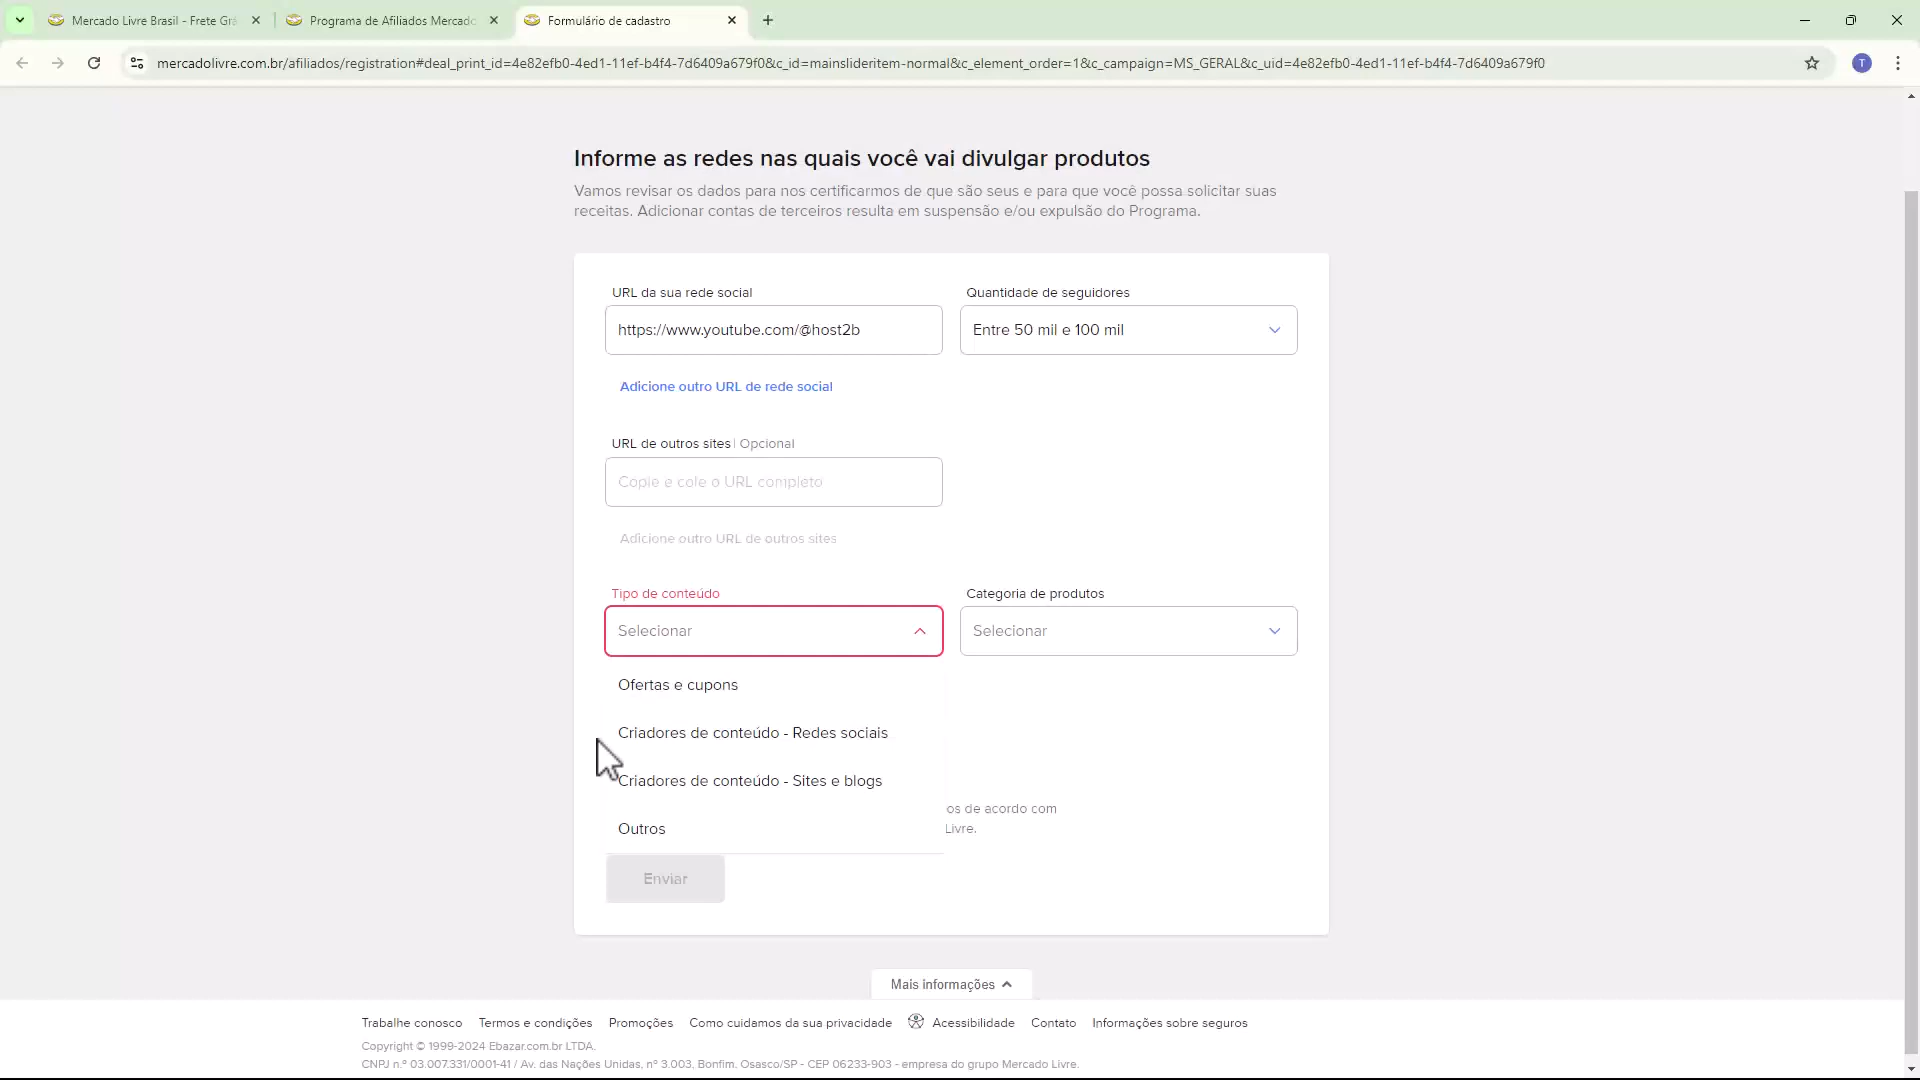 Mercado Livre Brasil - Frete Grá
Programa de Afiliados Mercado
Formulário de cadastro
mercadolivre.com.br/afiliados/registration#deal_print_id=4e82efb0-4ed1-11ef-b4f4-7d6409a679f0&c_id=mainslideritem-normal&c_element_order=1&c_campaign=MS_GERAL&c_uid=4e82efb0-4ed1-11ef-b4f4-7d6409a679f0
T
Informe as redes nas quais você vai divulgar produtos
Vamos revisar os dados para nos certificarmos de que são seus e para que você possa solicitar suas
receitas. Adicionar contas de terceiros resulta em suspensão e/ou expulsão do Programa.
URL da sua rede social
Quantidade de seguidores
https://www.youtube.com/@host2b
Entre 50 mil e 100 mil
Adicione outro URL de rede social
URL de outros sites | Opcional
Copie e cole o URL completo
Adicione outro URL de outros sites
Tipo de conteúdo
Categoria de produtos
Selecionar
Selecionar
Ofertas e cupons
Criadores de conteúdo - Redes sociais
Criadores de conteúdo - Sites e blogs
os de acordo com
Outros
Livre.
Enviar
Mais informações
Trabalhe conosco Termos e condições Promoções Como cuidamos da sua privacidade Acessibilidade Contato Informações sobre seguros
Copyright © 1999-2024 Ebazar.com.br LTDA.
CNPJ n.º 03.007.331/0001-41 / Av. das Nações Unidas, nº 3.003, Bonfim, Osasco/SP - CEP 06233-903 - empresa do grupo Mercado Livre.